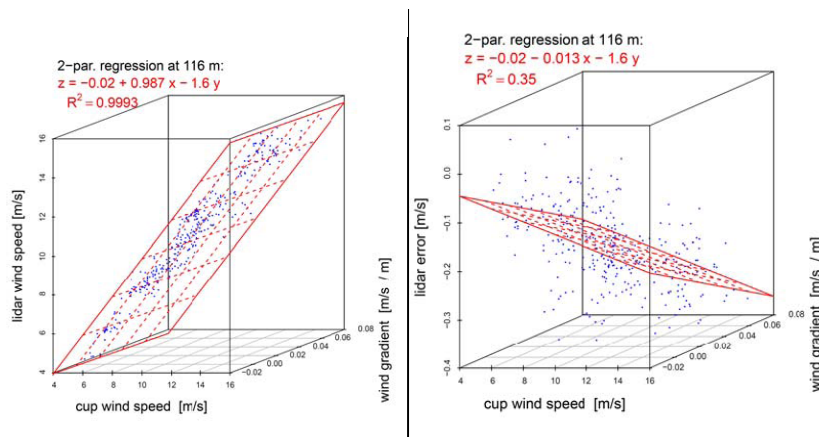 2−par. regression at 116 m:
z = −0.02 + 0.987 x − 1.6 y
R² = 0.9993
lidar wind speed [m/s]
16
14
12
10
8
6
4
4 6 8 10 12 14 16
cup wind speed [m/s]
−0.02
0.00
0.02
0.04
0.06
0.08
wind gradient [m/s / m]
2−par. regression at 116 m:
z = −0.02 − 0.013 x − 1.6 y
R² = 0.35
lidar error [m/s]
0.1
0.0
−0.1
−0.2
−0.3
−0.4
4 6 8 10 12 14 16
cup wind speed [m/s]
−0.02
0.00
0.02
0.04
0.06
0.08
wind gradient [m/s / m]